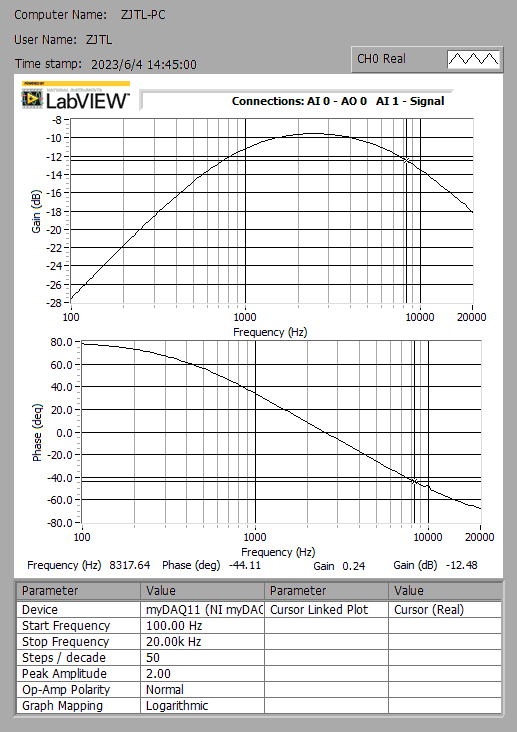 Computer Name: ZJTL-PC
User Name: ZJTL
Time stamp: 2023/6/4 14:45:00
CH0 Real
POWERED BY
NATIONAL INSTRUMENTS
LabVIEW™
Connections: AI 0 - AO 0 AI 1 - Signal
Gain (dB)
-8
-10
-12
-14
-16
-18
-20
-22
-24
-26
-28
100
1000
10000
20000
Frequency (Hz)
Phase (deg)
80.0
60.0
40.0
20.0
0.0
-20.0
-40.0
-60.0
-80.0
100
1000
10000
20000
Frequency (Hz)
Frequency (Hz) 8317.64 Phase (deg) -44.11 Gain 0.24 Gain (dB) -12.48
Parameter Value Parameter Value
Device myDAQ11 (NI myDAQ Cursor Linked Plot Cursor (Real)
Start Frequency 100.00 Hz
Stop Frequency 20.00k Hz
Steps / decade 50
Peak Amplitude 2.00
Op-Amp Polarity Normal
Graph Mapping Logarithmic